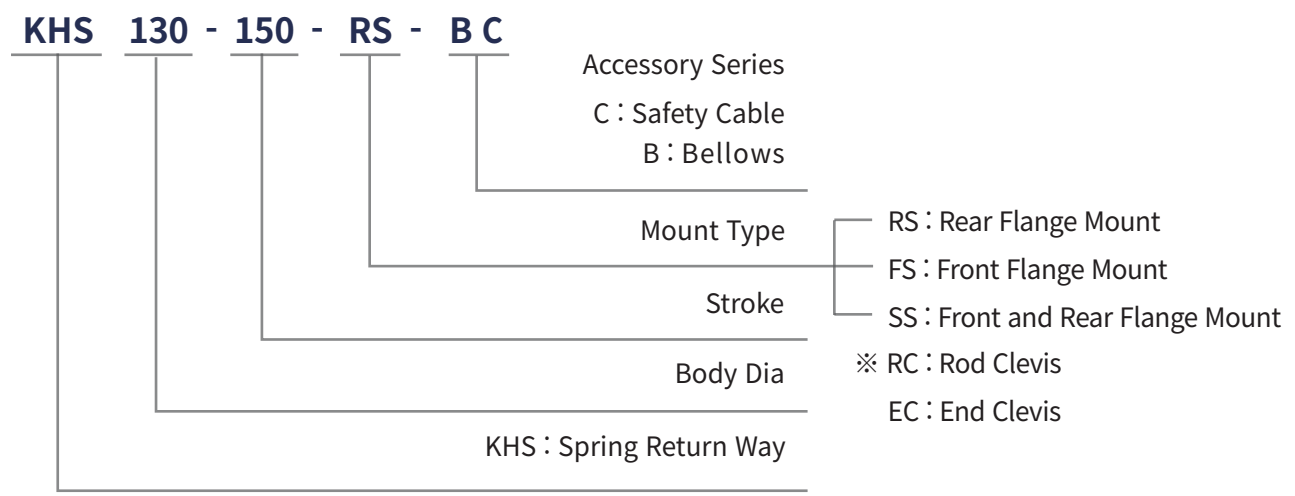 KHS 130 - 150 - RS - B C
Accessory Series
C : Safety Cable
B : Bellows
Mount Type
RS : Rear Flange Mount
FS : Front Flange Mount
SS : Front and Rear Flange Mount
※ RC : Rod Clevis
EC : End Clevis
Stroke
Body Dia
KHS : Spring Return Way